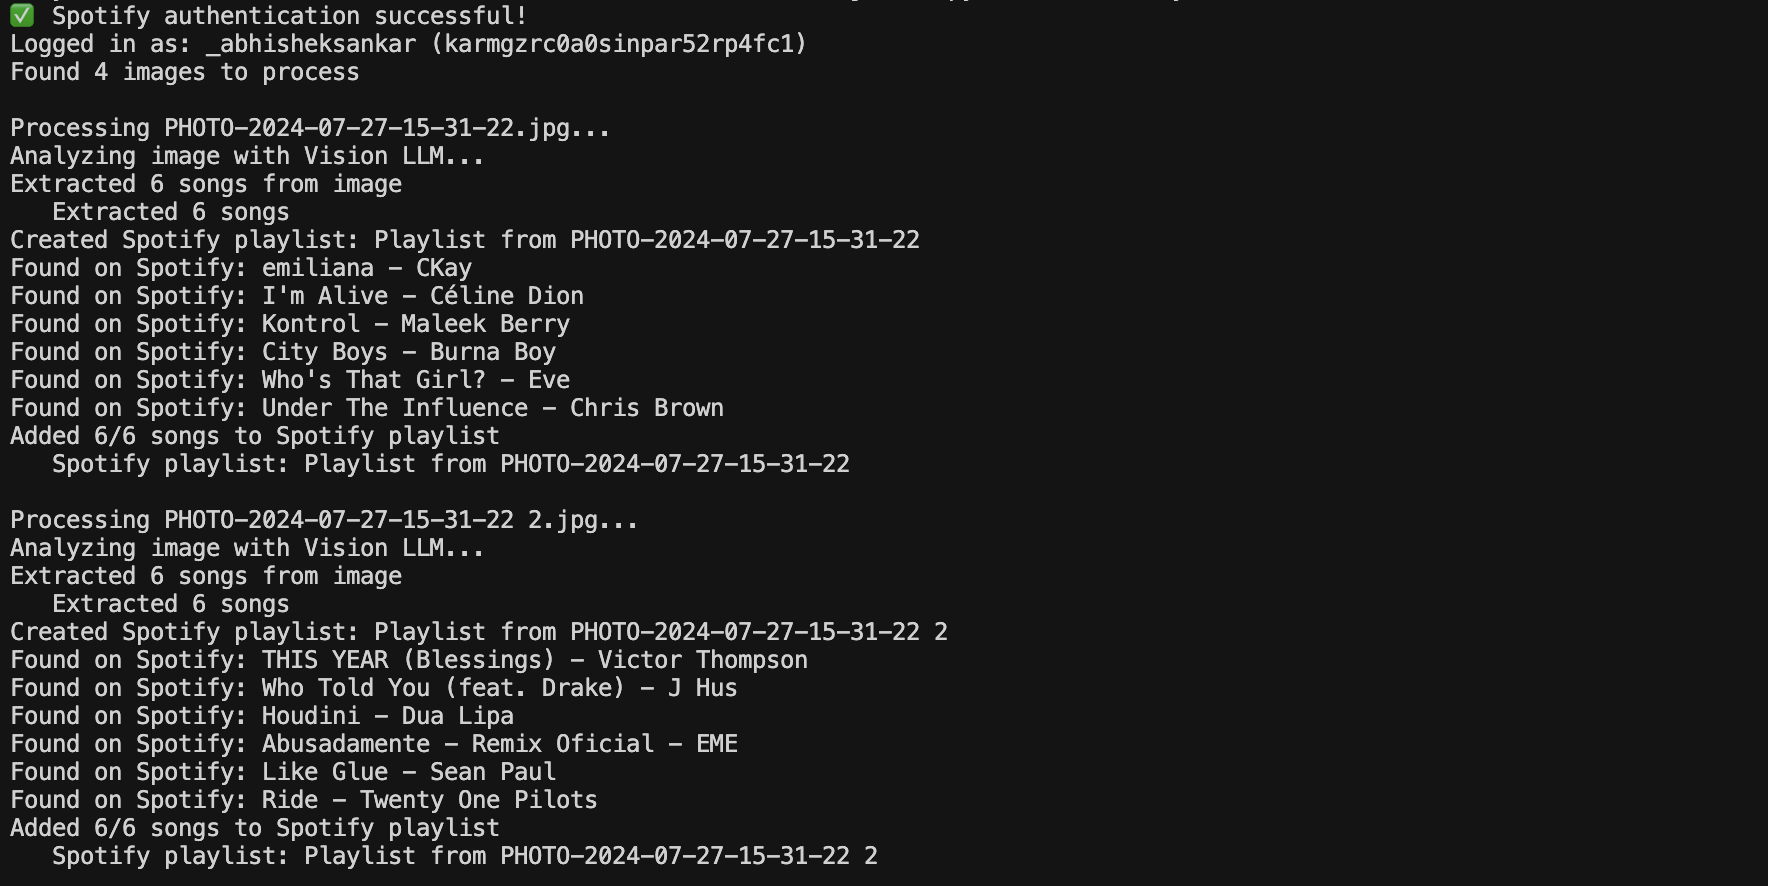 ✅ Spotify authentication successful!
Logged in as: _abhisheksankar (karmgzrc0a0sinpar52rp4fc1)
Found 4 images to process
Processing PHOTO-2024-07-27-15-31-22.jpg...
Analyzing image with Vision LLM...
Extracted 6 songs from image
Extracted 6 songs
Created Spotify playlist: Playlist from PHOTO-2024-07-27-15-31-22
Found on Spotify: emiliana - CKay
Found on Spotify: I'm Alive - Céline Dion
Found on Spotify: Kontrol - Maleek Berry
Found on Spotify: City Boys - Burna Boy
Found on Spotify: Who's That Girl? - Eve
Found on Spotify: Under The Influence - Chris Brown
Added 6/6 songs to Spotify playlist
Spotify playlist: Playlist from PHOTO-2024-07-27-15-31-22
Processing PHOTO-2024-07-27-15-31-22 2.jpg...
Analyzing image with Vision LLM...
Extracted 6 songs from image
Extracted 6 songs
Created Spotify playlist: Playlist from PHOTO-2024-07-27-15-31-22 2
Found on Spotify: THIS YEAR (Blessings) - Victor Thompson
Found on Spotify: Who Told You (feat. Drake) - J Hus
Found on Spotify: Houdini - Dua Lipa
Found on Spotify: Abusadamente - Remix Oficial - EME
Found on Spotify: Like Glue - Sean Paul
Found on Spotify: Ride - Twenty One Pilots
Added 6/6 songs to Spotify playlist
Spotify playlist: Playlist from PHOTO-2024-07-27-15-31-22 2